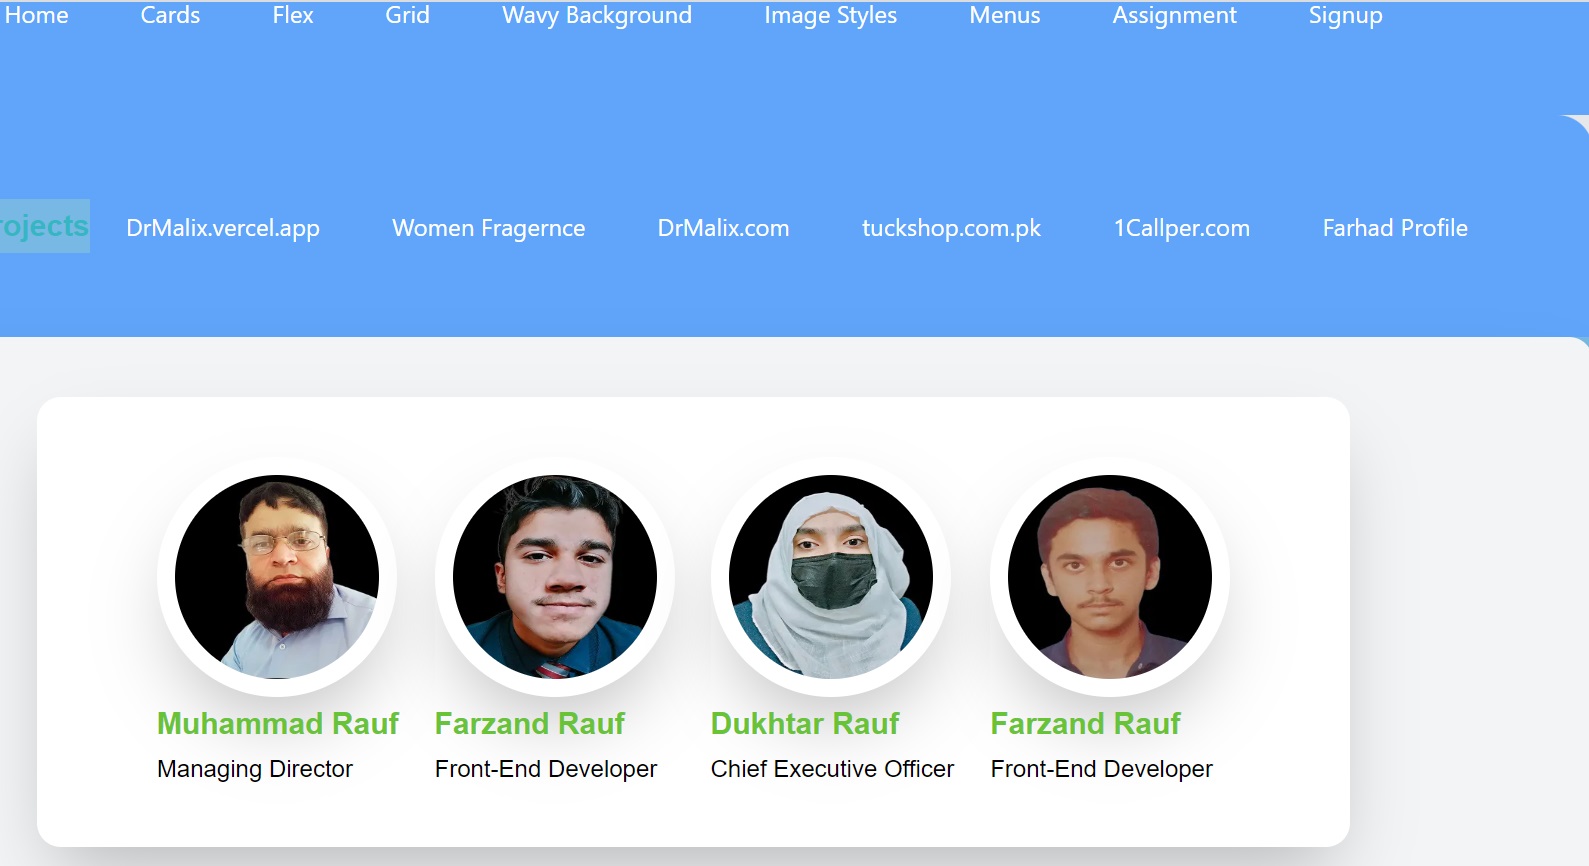 Home Cards Flex Grid Wavy Background Image Styles Menus Assignment Signup
rojects DrMalix.vercel.app Women Fragernce DrMalix.com tuckshop.com.pk 1Callper.com Farhad Profile
Muhammad Rauf Farzand Rauf Dukhtar Rauf Farzand Rauf
Managing Director Front-End Developer Chief Executive Officer Front-End Developer